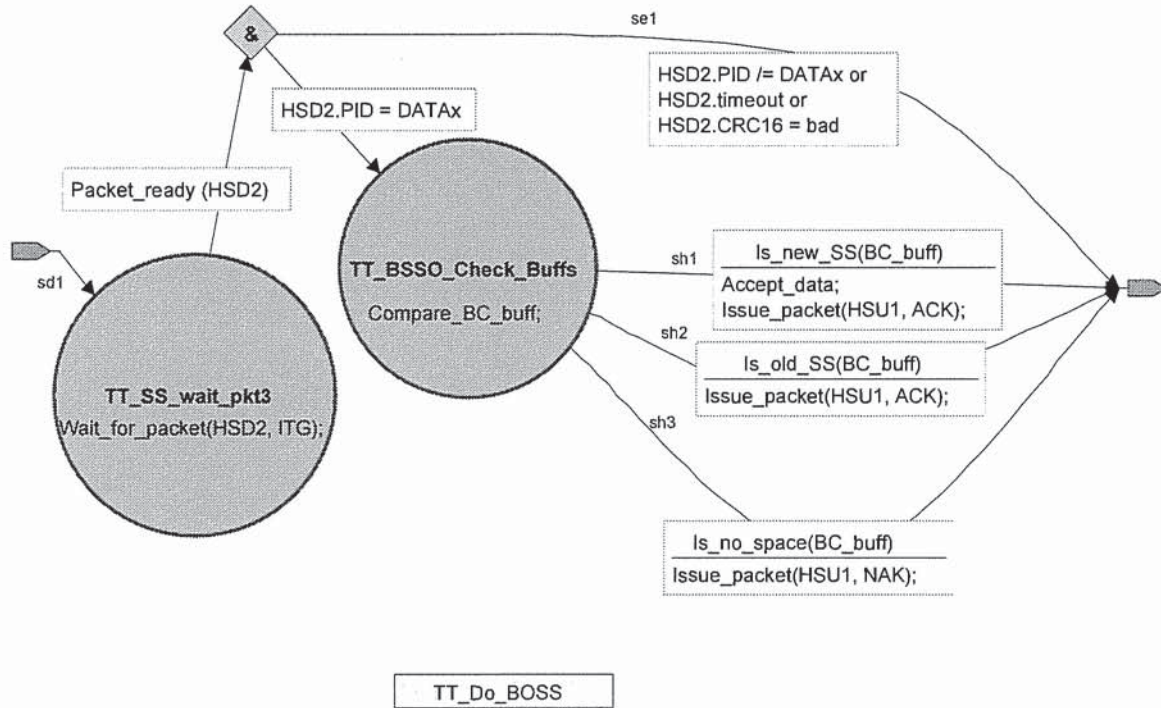 &
se1
HSD2.PID /= DATAx or
HSD2.timeout or
HSD2.CRC16 = bad
HSD2.PID = DATAx
Packet_ready (HSD2)
sd1
TT_SS_wait_pkt3
Wait_for_packet(HSD2, ITG);
TT_BSSO_Check_Buffs
Compare_BC_buff;
sh1
Is_new_SS(BC_buff)
Accept_data;
Issue_packet(HSU1, ACK);
sh2
Is_old_SS(BC_buff)
Issue_packet(HSU1, ACK);
sh3
Is_no_space(BC_buff)
Issue_packet(HSU1, NAK);
TT_Do_BOSS